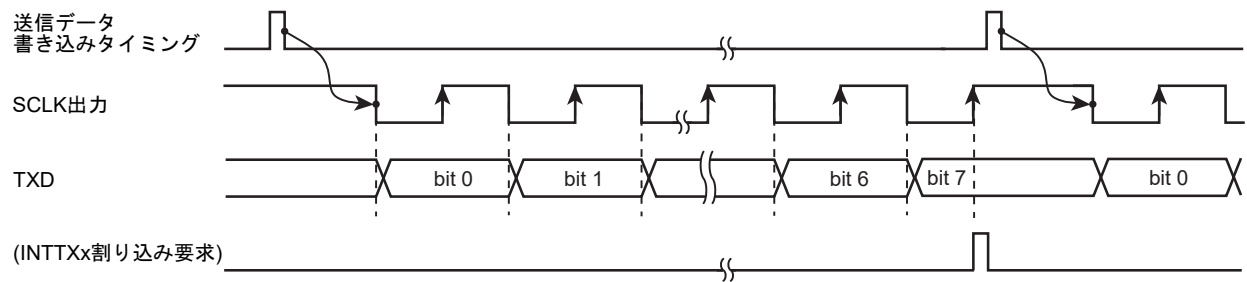 送信データ
書き込みタイミング
SCLK出力
TXD
bit 0
bit 1
bit 6
bit 7
bit 0
(INTTXx割り込み要求)